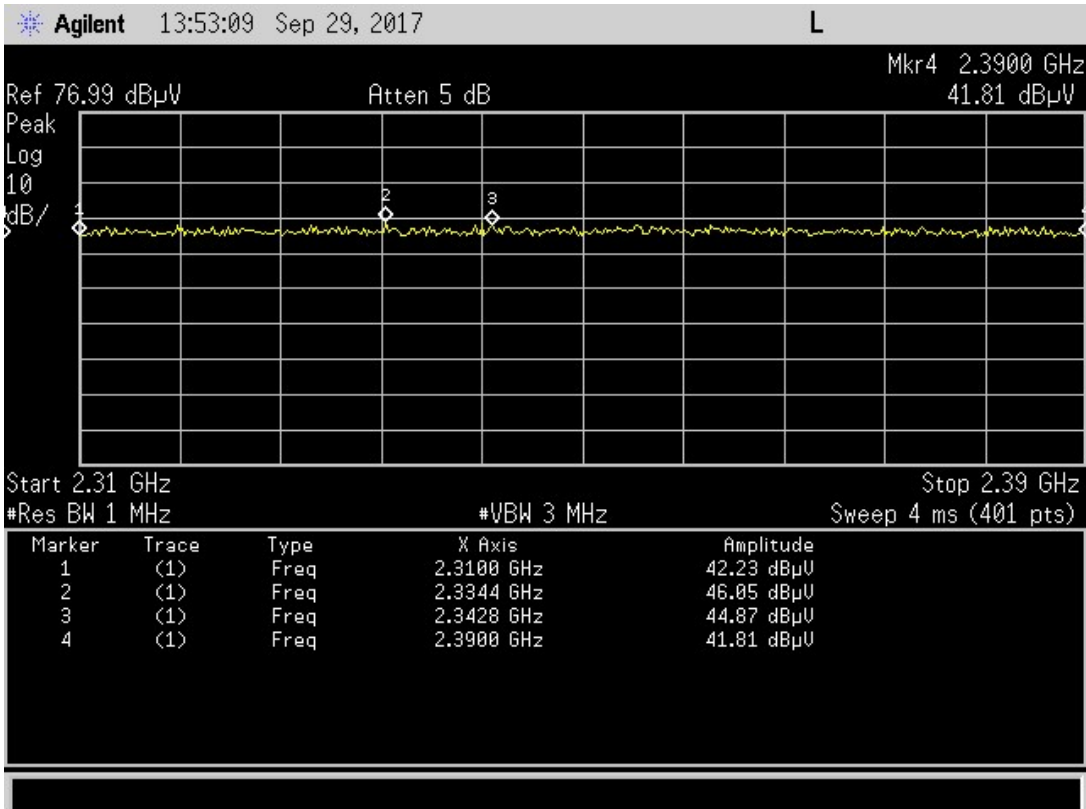 Agilent 13:53:09 Sep 29, 2017 L
Mkr4 2.3900 GHz
Ref 76.99 dBµV Atten 5 dB 41.81 dBµV
Peak
Log
10
dB/
1 2 3
Start 2.31 GHz Stop 2.39 GHz
#Res BW 1 MHz #VBW 3 MHz Sweep 4 ms (401 pts)
Marker Trace Type X Axis Amplitude
1 (1) Freq 2.3100 GHz 42.23 dBµV
2 (1) Freq 2.3344 GHz 46.05 dBµV
3 (1) Freq 2.3428 GHz 44.87 dBµV
4 (1) Freq 2.3900 GHz 41.81 dBµV